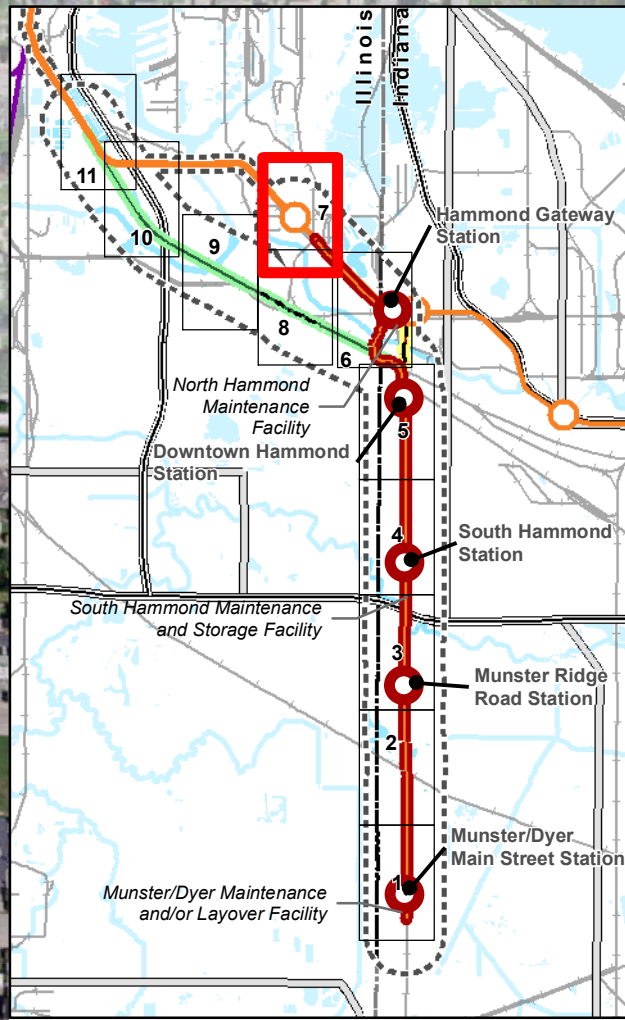 Illinois
Indiana
11
7
Hammond Gateway
Station
10
9
8
6
North Hammond
Maintenance
Facility
5
Downtown Hammond
Station
4
South Hammond
Station
South Hammond Maintenance
and Storage Facility
3
Munster Ridge
Road Station
2
Munster/Dyer
Main Street Station
1
Munster/Dyer Maintenance
and/or Layover Facility